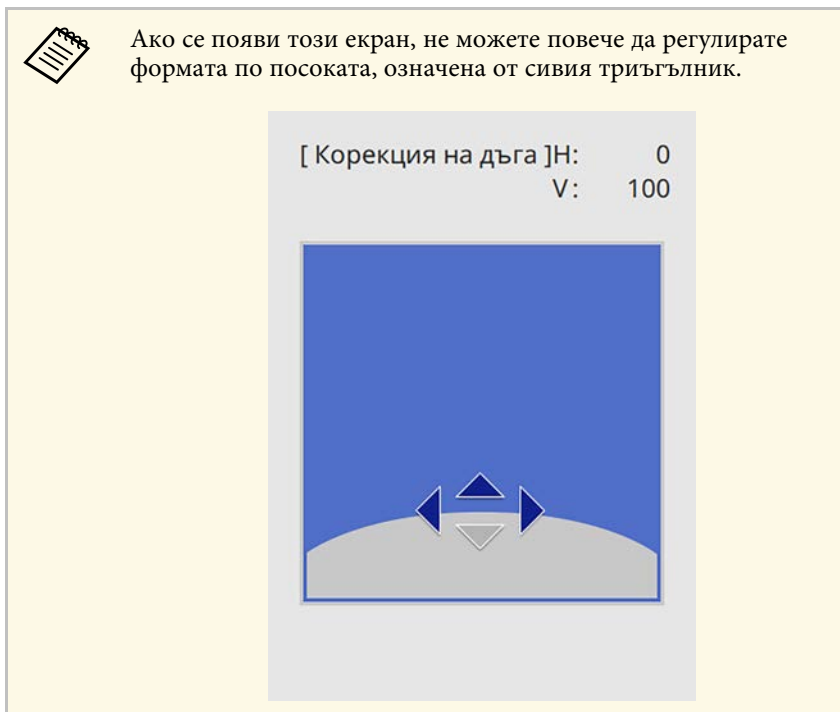 Ако се появи този екран, не можете повече да регулирате
формата по посоката, означена от сивия триъгълник.
[ Корекция на дъга ]H: 0
V: 100